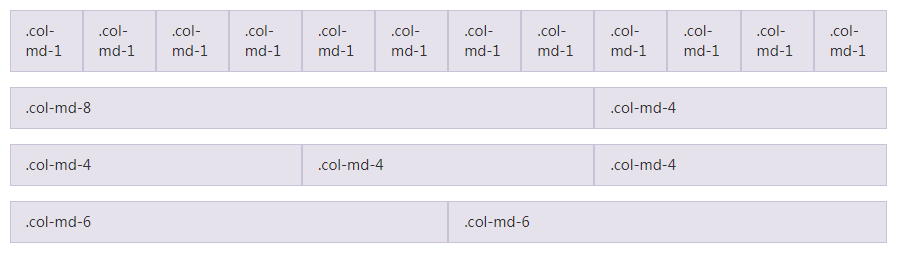 .col- .col- .col- .col- .col- .col- .col- .col- .col- .col- .col- .col-
md-1 md-1 md-1 md-1 md-1 md-1 md-1 md-1 md-1 md-1 md-1 md-1
.col-md-8 .col-md-4
.col-md-4 .col-md-4 .col-md-4
.col-md-6 .col-md-6